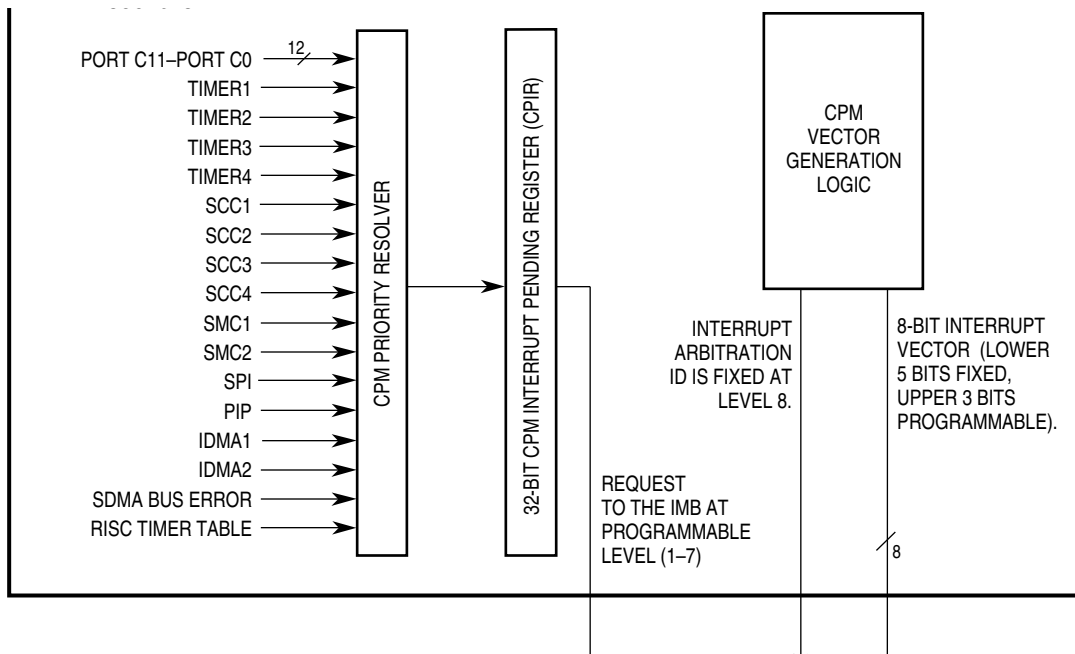 PORT C11–PORT C0
12
TIMER1
TIMER2
TIMER3
TIMER4
SCC1
SCC2
SCC3
SCC4
SMC1
SMC2
SPI
PIP
IDMA1
IDMA2
SDMA BUS ERROR
RISC TIMER TABLE
CPM PRIORITY RESOLVER
32-BIT CPM INTERRUPT PENDING REGISTER (CPIR)
REQUEST
TO THE IMB AT
PROGRAMMABLE
LEVEL (1–7)
CPM
VECTOR
GENERATION
LOGIC
INTERRUPT
ARBITRATION
ID IS FIXED AT
LEVEL 8.
8-BIT INTERRUPT
VECTOR (LOWER
5 BITS FIXED,
UPPER 3 BITS
PROGRAMMABLE).
8